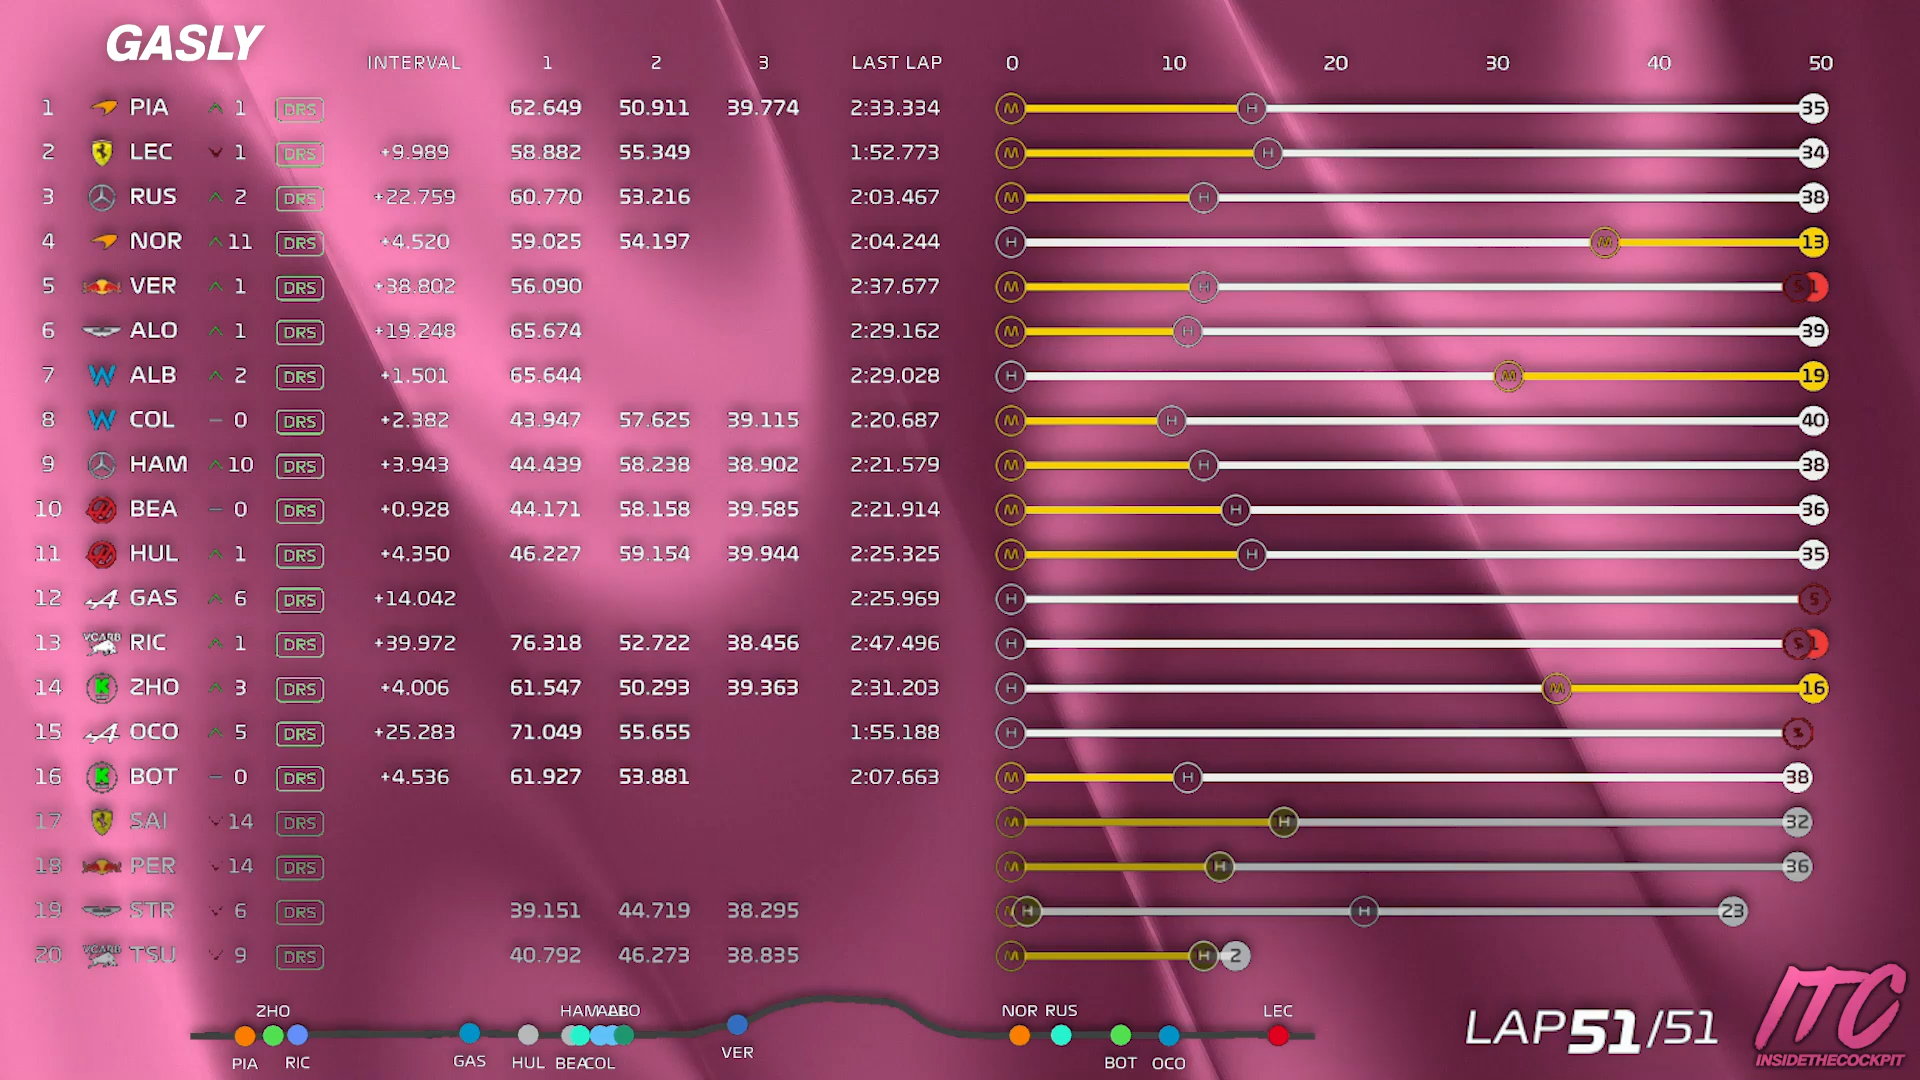 GASLY
INTERVAL 1 2 3 LAST LAP 0 10 20 30 40 50
1 PIA 1 DRS 62.649 50.911 39.774 2:33.334 M H 35
2 LEC 1 DRS +9.989 58.882 55.349 1:52.773 M H 34
3 RUS 2 DRS +22.759 60.770 53.216 2:03.467 M H 38
4 NOR 11 DRS +4.520 59.025 54.197 2:04.244 H M 13
5 VER 1 DRS +38.802 56.090 2:37.677 M H S 1
6 ALO 1 DRS +19.248 65.674 2:29.162 M H 39
7 ALB 2 DRS +1.501 65.644 2:29.028 H M 19
8 COL - 0 DRS +2.382 43.947 57.625 39.115 2:20.687 M H 40
9 HAM 10 DRS +3.943 44.439 58.238 38.902 2:21.579 M H 38
10 BEA - 0 DRS +0.928 44.171 58.158 39.585 2:21.914 M H 36
11 HUL 1 DRS +4.350 46.227 59.154 39.944 2:25.325 M H 35
12 GAS 6 DRS +14.042 2:25.969 H S
13 VCARB RIC 1 DRS +39.972 76.318 52.722 38.456 2:47.496 H S 1
14 K ZHO 3 DRS +4.006 61.547 50.293 39.363 2:31.203 H M 16
15 OCO 5 DRS +25.283 71.049 55.655 1:55.188 H
16 K BOT - 0 DRS +4.536 61.927 53.881 2:07.663 M H 38
17 SAI 14 DRS M H 32
18 PER 14 DRS M H 36
19 STR 6 DRS 39.151 44.719 38.295 M H H 23
20 VCARB TSU 9 DRS 40.792 46.273 38.835 M H 2
ZHO NOR RUS LEC
PIA RIC GAS HUL VER BOT OCO
LAP 51/51
ITC
INSIDETHECOCKPIT